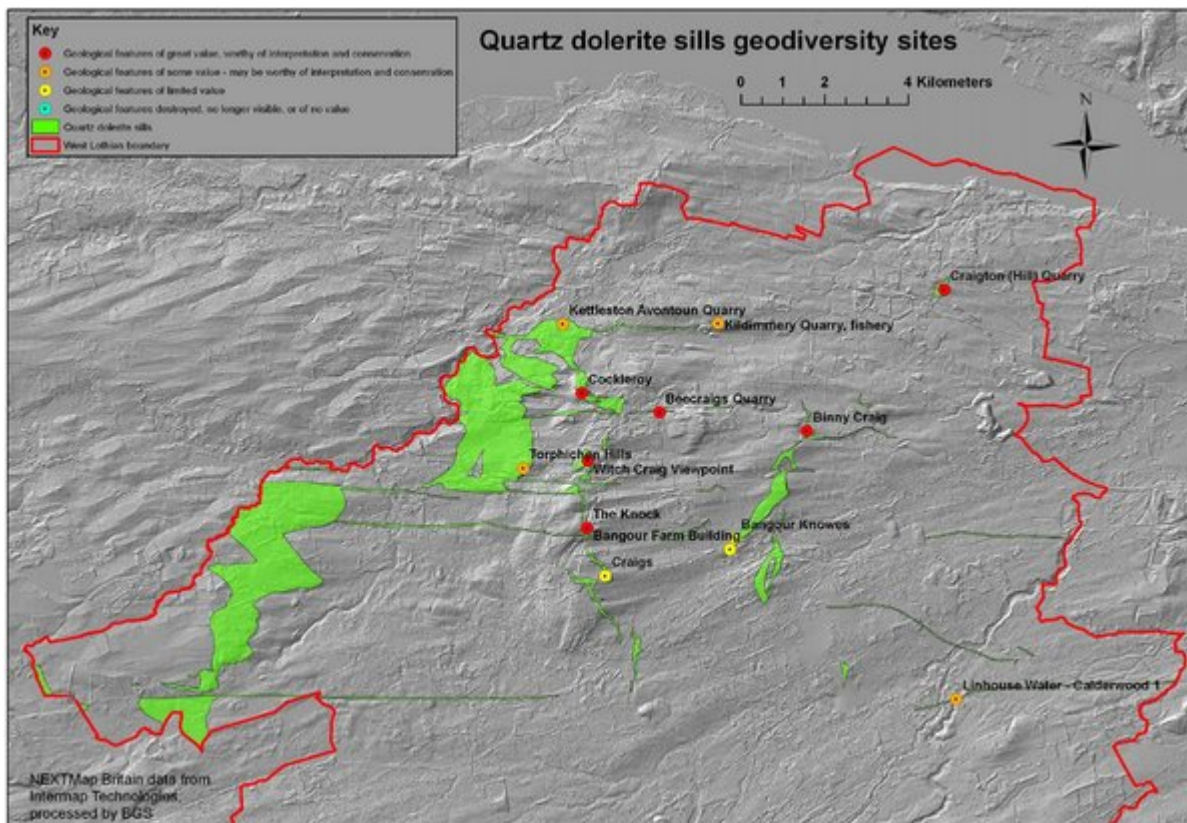 Key
Geological features of great value, worthy of interpretation and conservation
Geological features of some value - may be worthy of interpretation and conservation
Geological features of limited value
Geological features destroyed, no longer visible, or of no value
Quartz dolerite sills
West Lothian boundary
Quartz dolerite sills geodiversity sites
0 1 2 4 Kilometers
N
Craigton (Hill) Quarry
Kettleston Avontoun Quarry
Kildimmery Quarry, fishery
Cockleroy
Beecraigs Quarry
Binny Craig
Torphichen Hills
Witch Craig Viewpoint
The Knock
Bangour Knowes
Bangour Farm Building
Craigs
Linhouse Water - Calderwood 1
NEXTMap Britain data from
Intermap Technologies,
processed by BGS